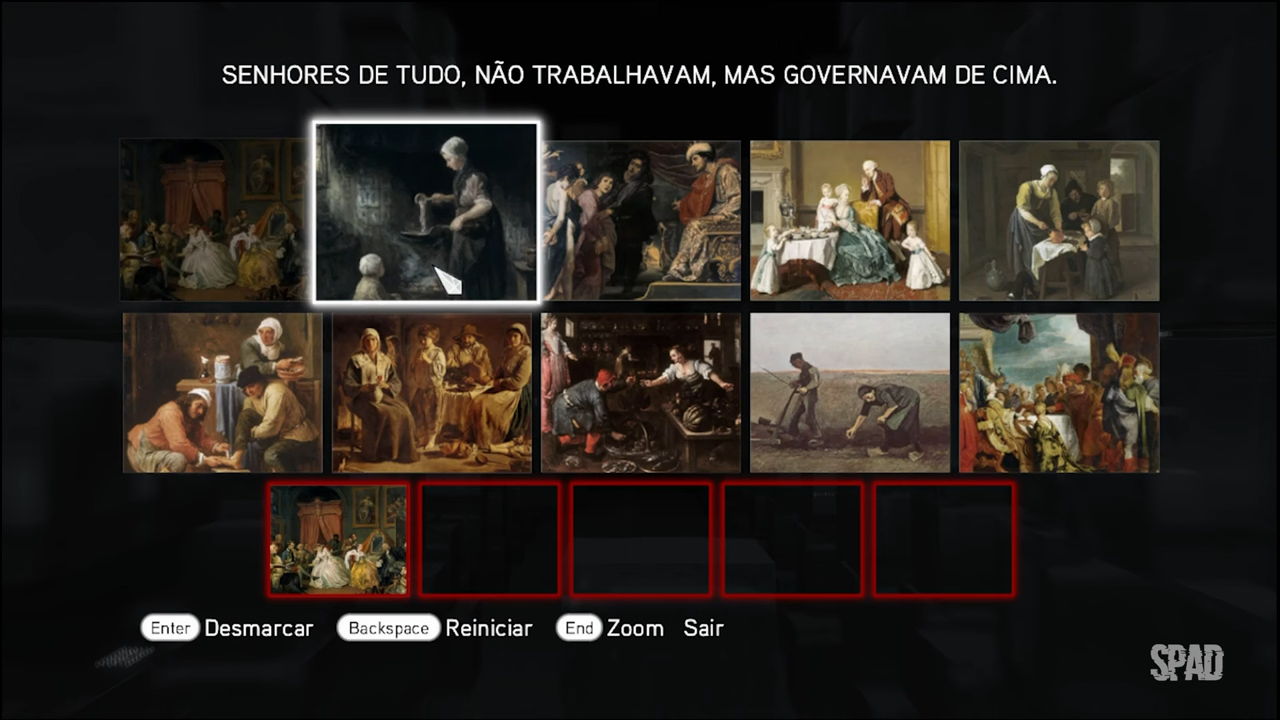 SENHORES DE TUDO, NÃO TRABALHAVAM, MAS GOVERNAVAM DE CIMA.
Enter Desmarcar Backspace Reiniciar End Zoom Sair
SPAD